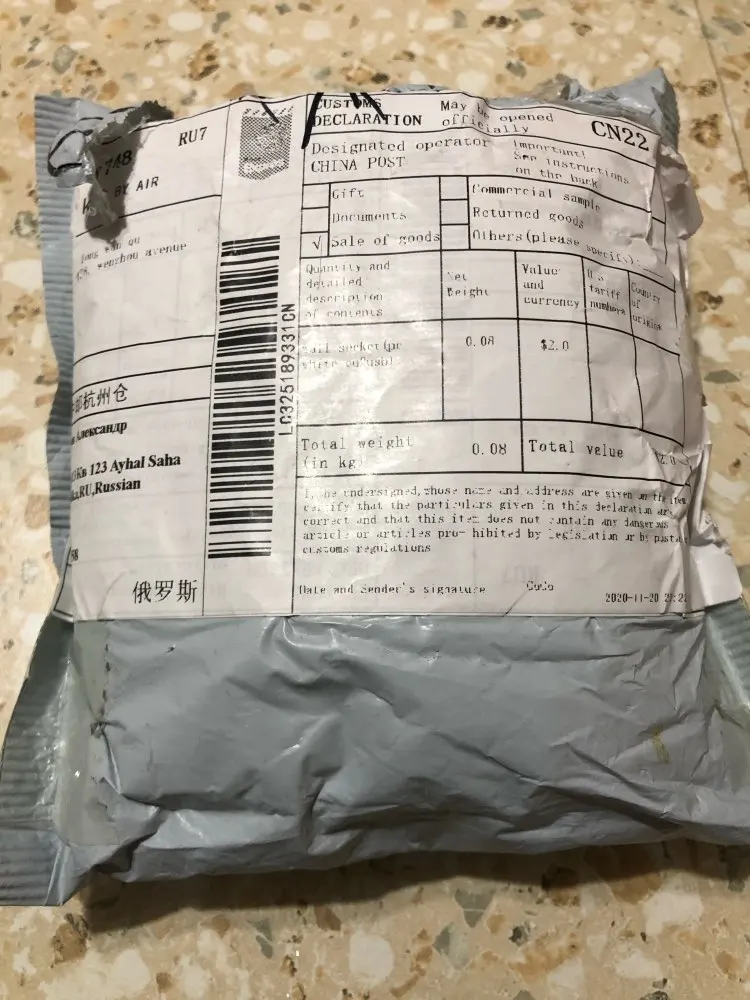 RU7
748
BY AIR
wenzhou avenue
杭州仓
Александр
Кв 123 Ayhal Saha
RU,Russian
俄罗斯
LO325189331CN
CUSTOMS
DECLARATION
May be opened
officially
CN22
Designated operator
CHINA POST
Important!
See instructions
on the back
Gift
Commercial sample
Documents
Returned goods
√ Sale of goods
Others(please specify):
Quantity and
detailed
description
of contents
Net
Weight
Value
and
currency
tariff
number
Country
of
0.08
$2.0
Total weight
(in kg)
0.08
Total value
I, the undersigned,whose name and address are given on the item
certify that the particulars given in this declaration are
correct and that this item does not contain any dangerous
article or articles pro- hibited by legislation or by postal
customs regulations
Date and Sender's signature
CoCo
2020-11-20